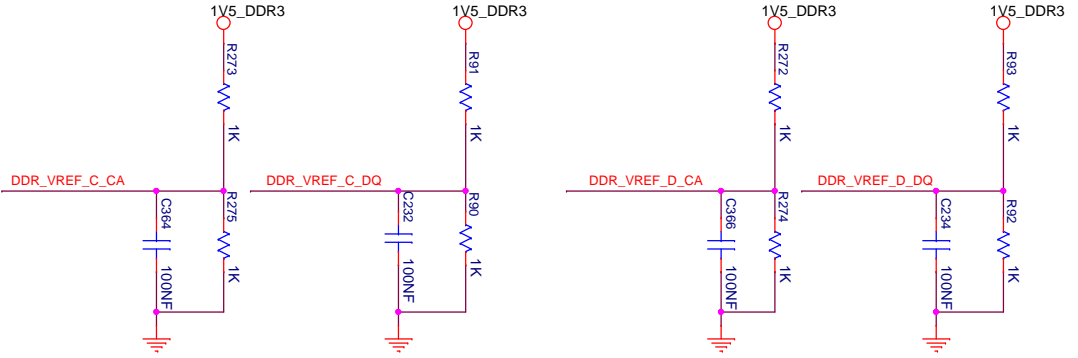 1V5_DDR3
1V5_DDR3
1V5_DDR3
1V5_DDR3
R273
1K
R91
1K
R272
1K
R93
1K
DDR_VREF_C_CA
DDR_VREF_C_DQ
DDR_VREF_D_CA
DDR_VREF_D_DQ
C364
100NF
R275
1K
C232
100NF
R90
1K
C366
100NF
R274
1K
C234
100NF
R92
1K